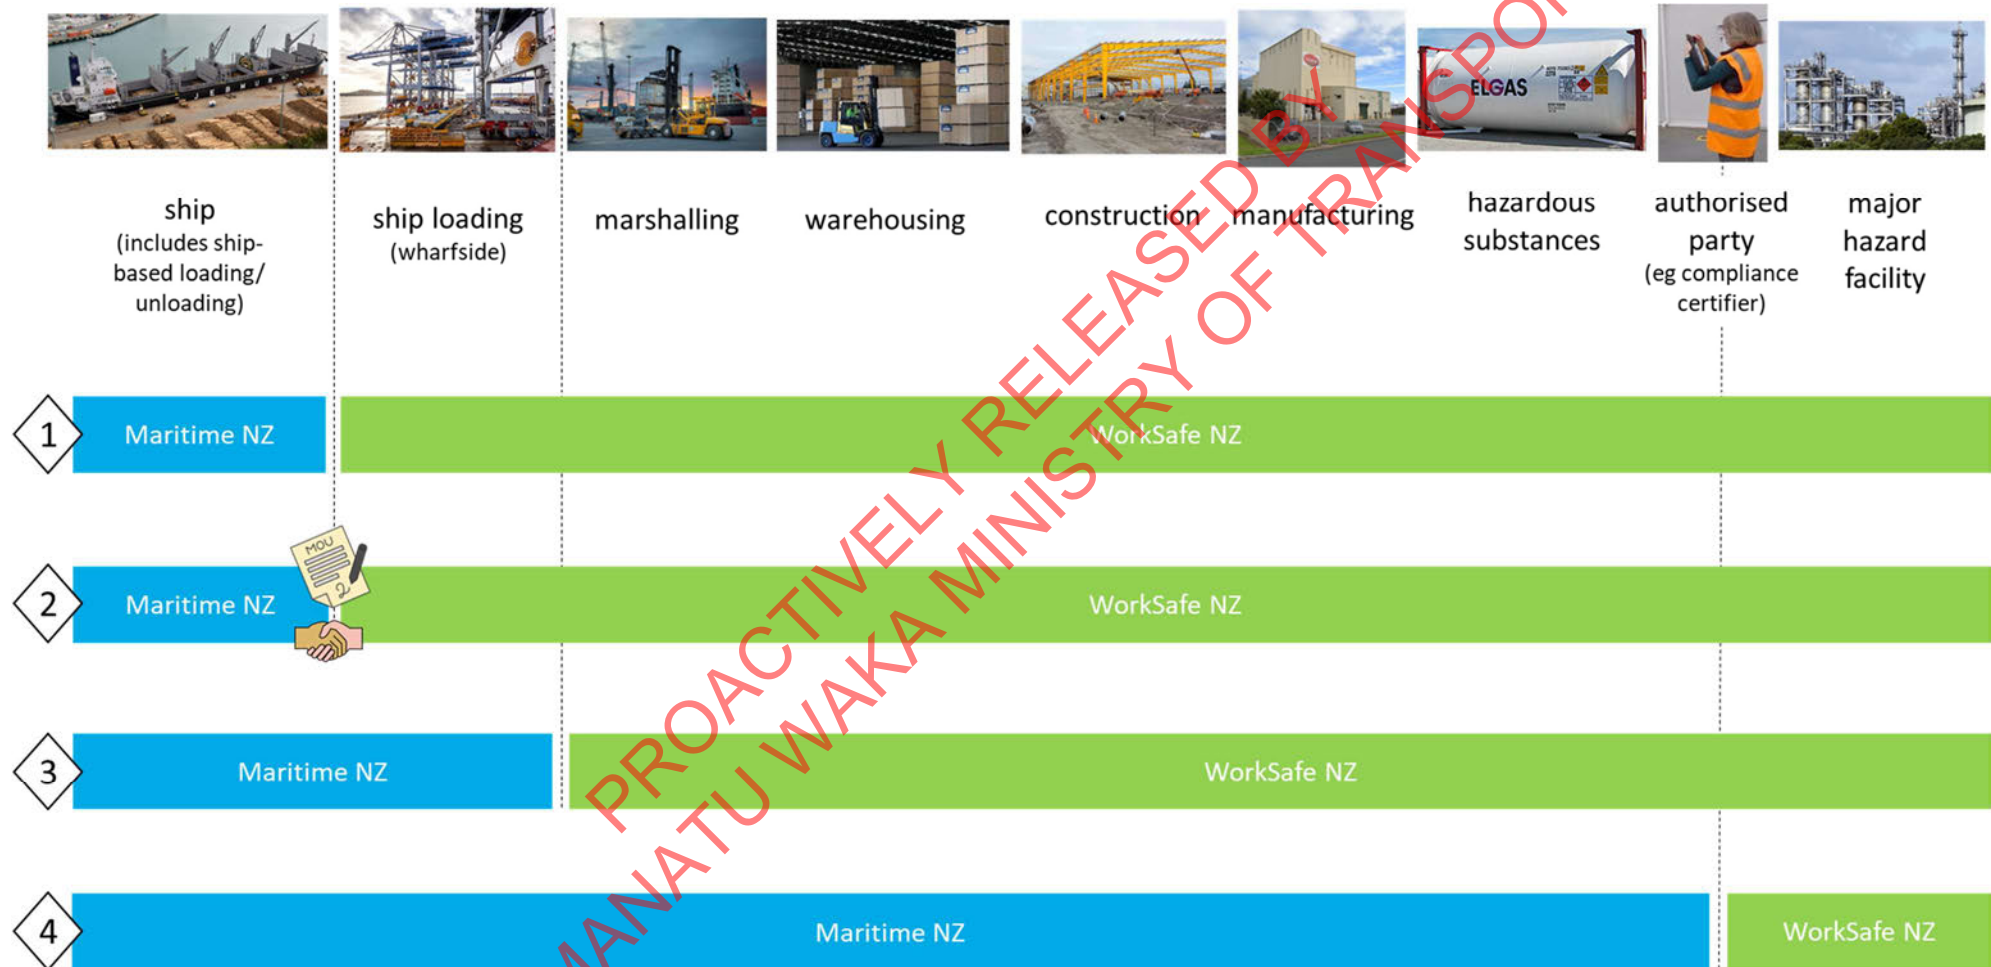 ELGAS
ship
(includes ship-
based loading/
unloading)
ship loading
(wharfside)
marshalling
warehousing
construction
manufacturing
hazardous
substances
authorised
party
(eg compliance
certifier)
major
hazard
facility
1
Maritime NZ
WorkSafe NZ
MOU
2
Maritime NZ
WorkSafe NZ
3
Maritime NZ
WorkSafe NZ
4
Maritime NZ
WorkSafe NZ
PROACTIVELY RELEASED BY
MANATU WAKA MINISTRY OF TRANSPOR